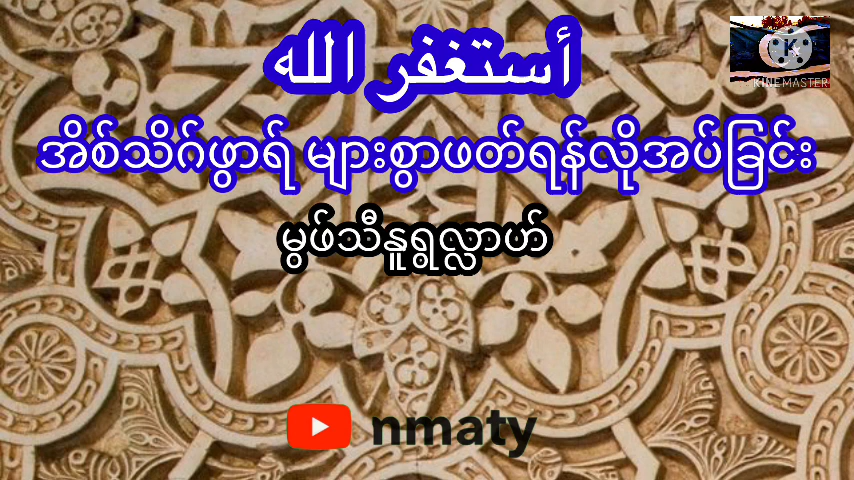 أستغفر الله
KINEMASTER
အိစ်သိဂ်ဖွာရ် များစွာဖတ်ရန်လိုအပ်ခြင်း
မွဖ်သီနူရွလ္လာဟ်
nmaty